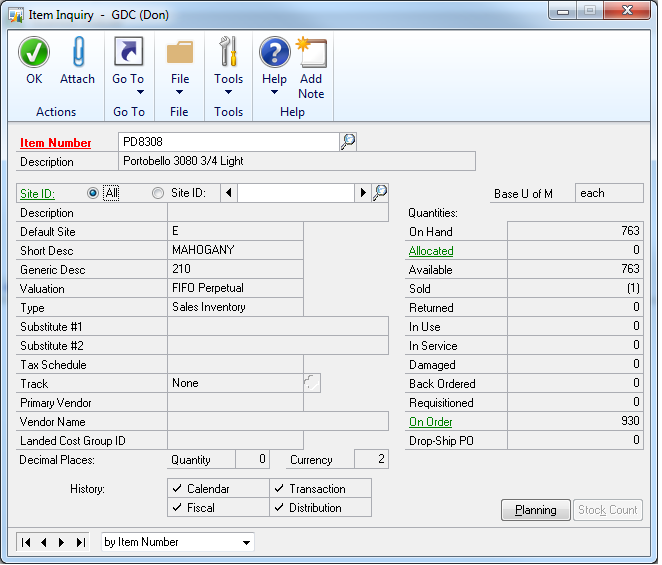 Item Inquiry - GDC (Don)
OK Attach Go To File Tools Help Add Note
Actions Go To File Tools Help
Item Number PD8308
Description Portobello 3080 3/4 Light
Site ID: All Site ID: Base U of M each
Description Quantities:
Default Site E On Hand 763
Short Desc MAHOGANY Allocated 0
Generic Desc 210 Available 763
Valuation FIFO Perpetual Sold (1)
Type Sales Inventory Returned 0
Substitute #1 In Use 0
Substitute #2 In Service 0
Tax Schedule Damaged 0
Track None Back Ordered 0
Primary Vendor Requisitioned 0
Vendor Name On Order 930
Landed Cost Group ID Drop-Ship PO 0
Decimal Places: Quantity 0 Currency 2
History: Calendar Transaction
Fiscal Distribution
Planning Stock Count
by Item Number